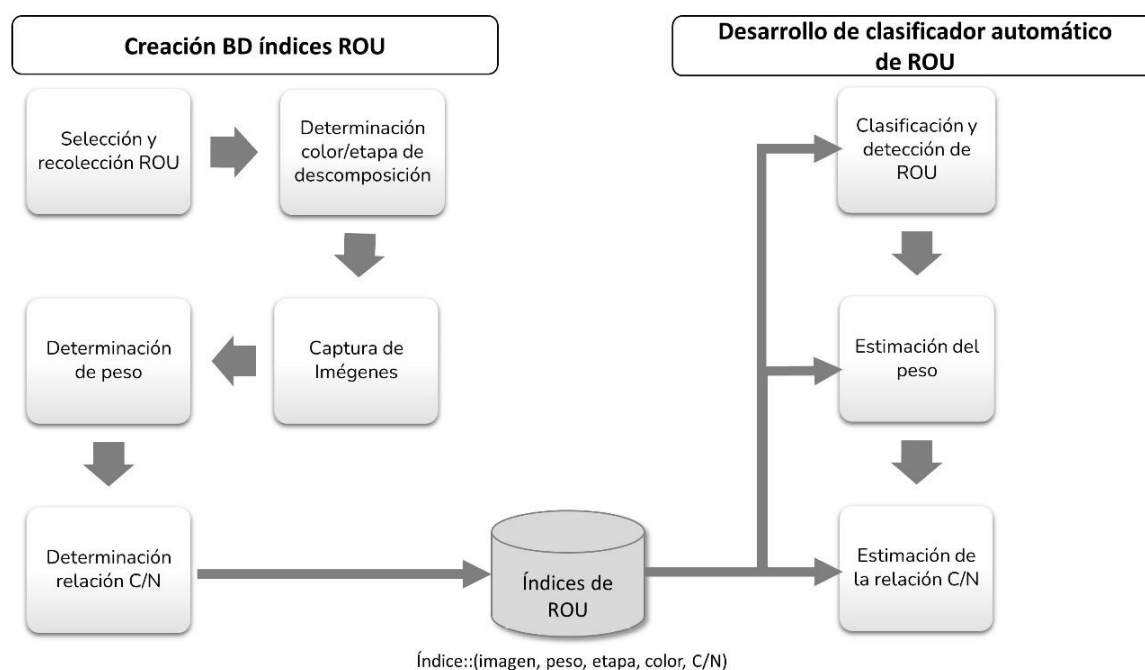 Creación BD índices ROU
Selección y
recolección ROU
Determinación
color/etapa de
descomposición
Captura de
Imégenes
Determinación
de peso
Determinación
relación C/N
Índices de
ROU
Índice::(imagen, peso, etapa, color, C/N)
Desarrollo de clasificador automático
de ROU
Clasificación y
detección de
ROU
Estimación del
peso
Estimación de
la relación C/N